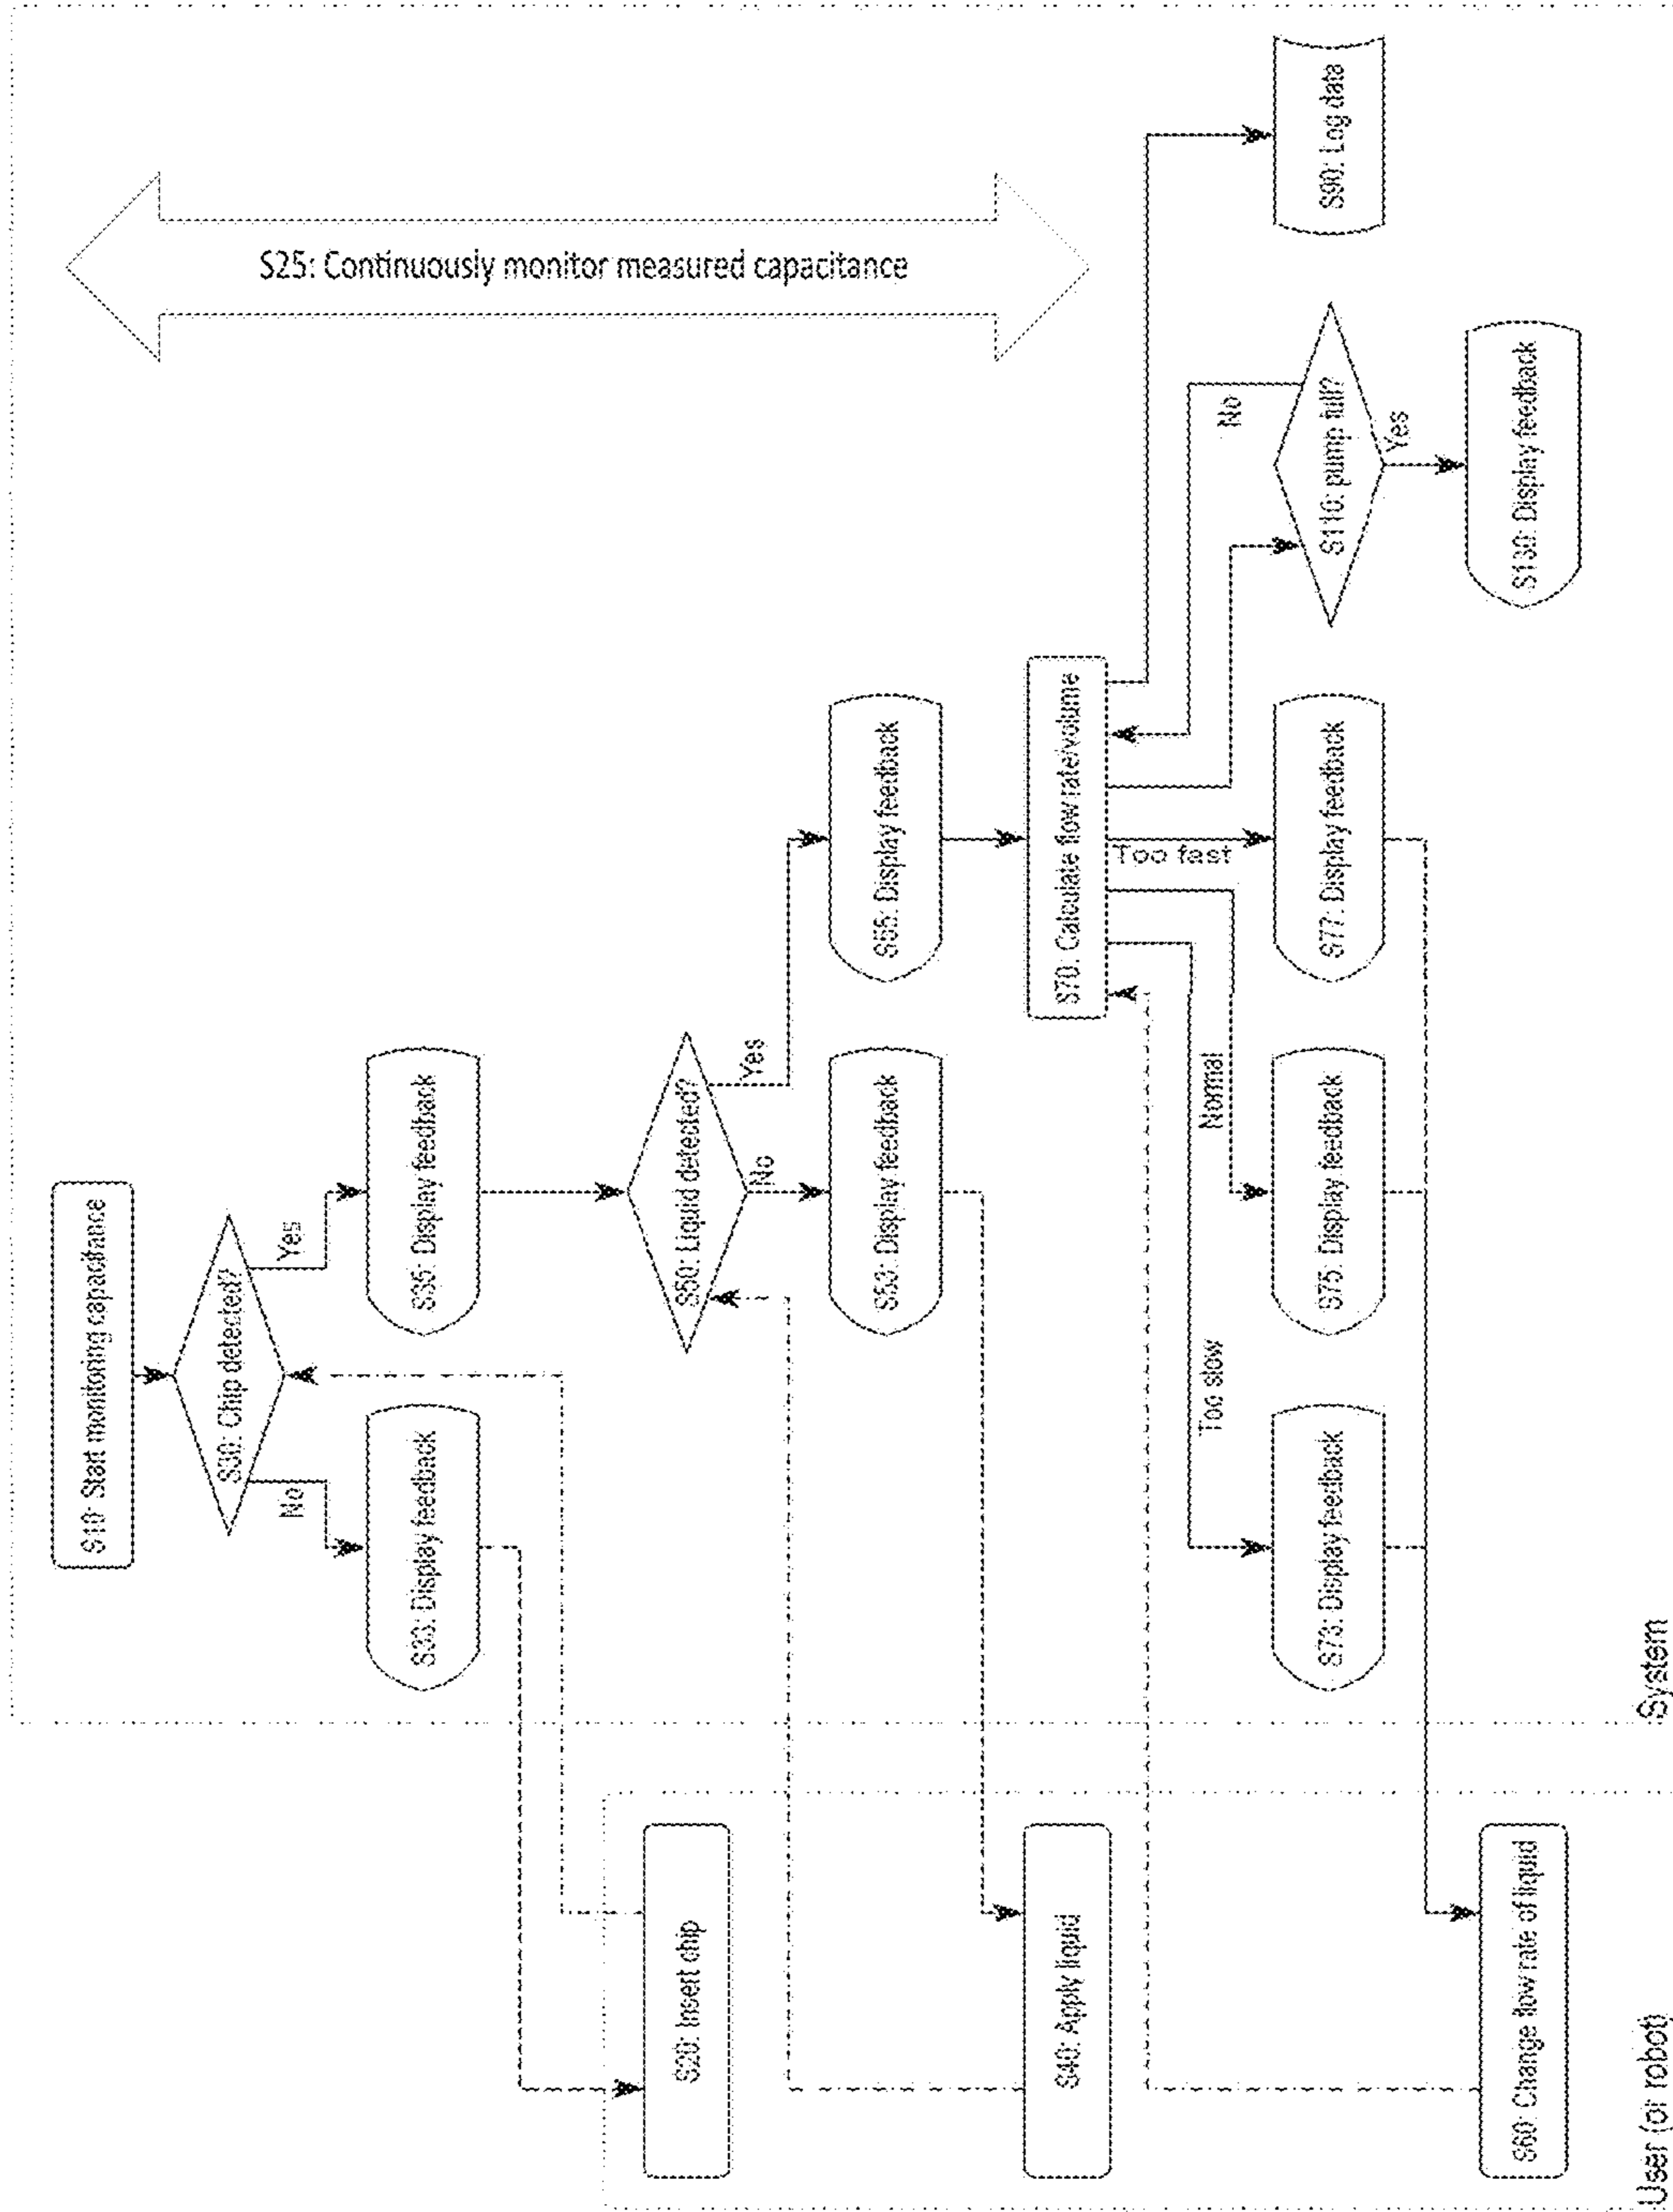 S10: Start monitoring capacitance
S25: Continuously monitor measured capacitance
S30: Chip detected?
No
Yes
S33: Display feedback
S35: Display feedback
S20: Insert chip
S50: Liquid detected?
No
Yes
S53: Display feedback
S55: Display feedback
S40: Apply liquid
S70: Calculate flow rate/volume
Too slow
Normal
Too fast
No
S73: Display feedback
S75: Display feedback
S77: Display feedback
S110: pump full?
S90: Log data
Yes
S60: Change flow rate of liquid
S130: Display feedback
User (or robot)
System